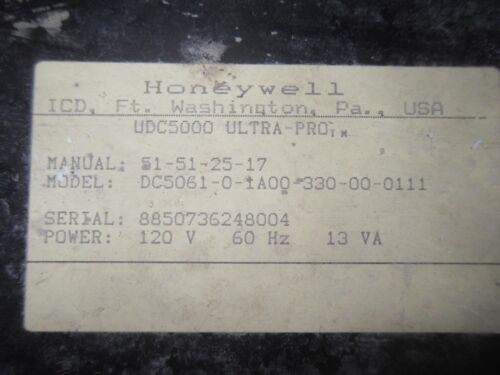 Honeywell
ICD, Ft. Washington, Pa., USA
UDC5000 ULTRA-PRO™
MANUAL: 51-51-25-17
MODEL: DC5061-0-1A00-330-00-0111
SERIAL: 8850736248004
POWER: 120 V 60 Hz 13 VA